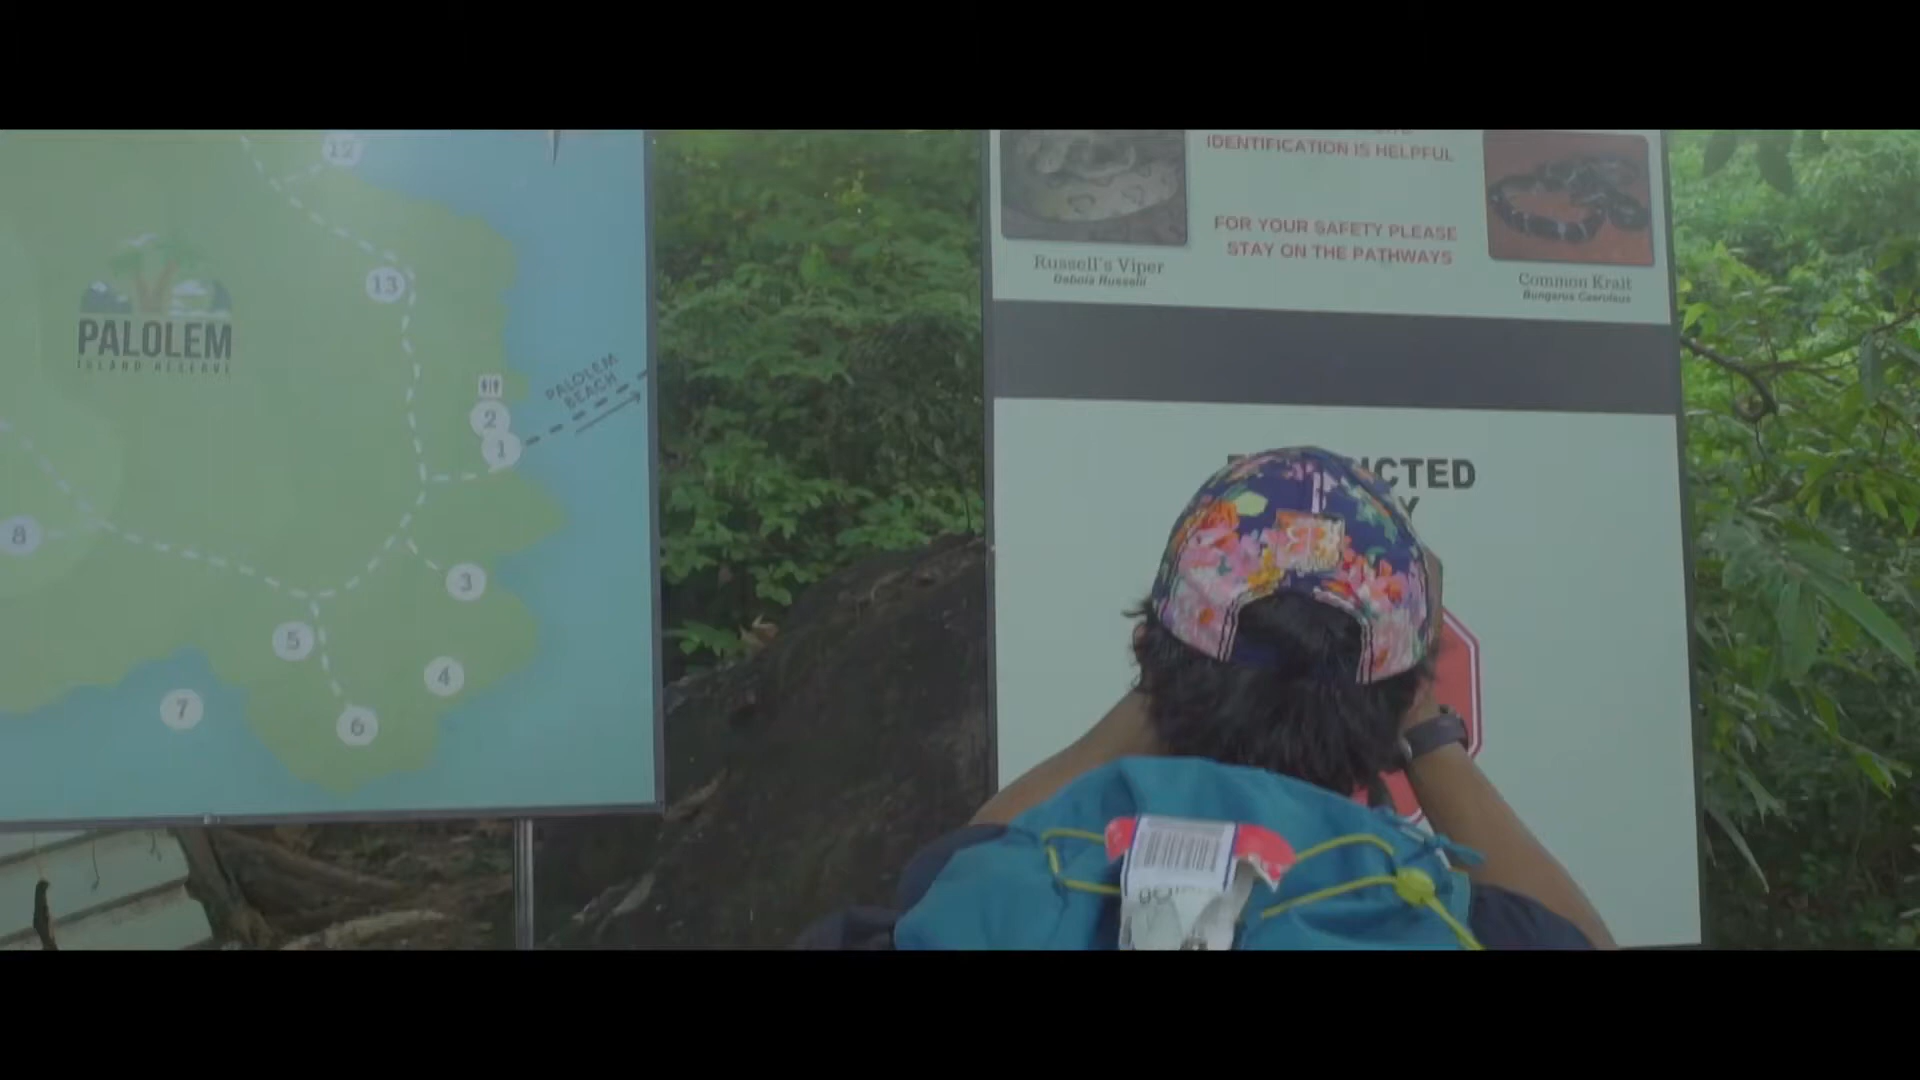 12
13
PALOLEM
ISLAND RESERVE
PALOLEM
BEACH
2
1
8
3
5
4
7
6
IDENTIFICATION IS HELPFUL
FOR YOUR SAFETY PLEASE
STAY ON THE PATHWAYS
Russell's Viper
Daboia Russelii
Common Krait
Bungarus Caeruleus